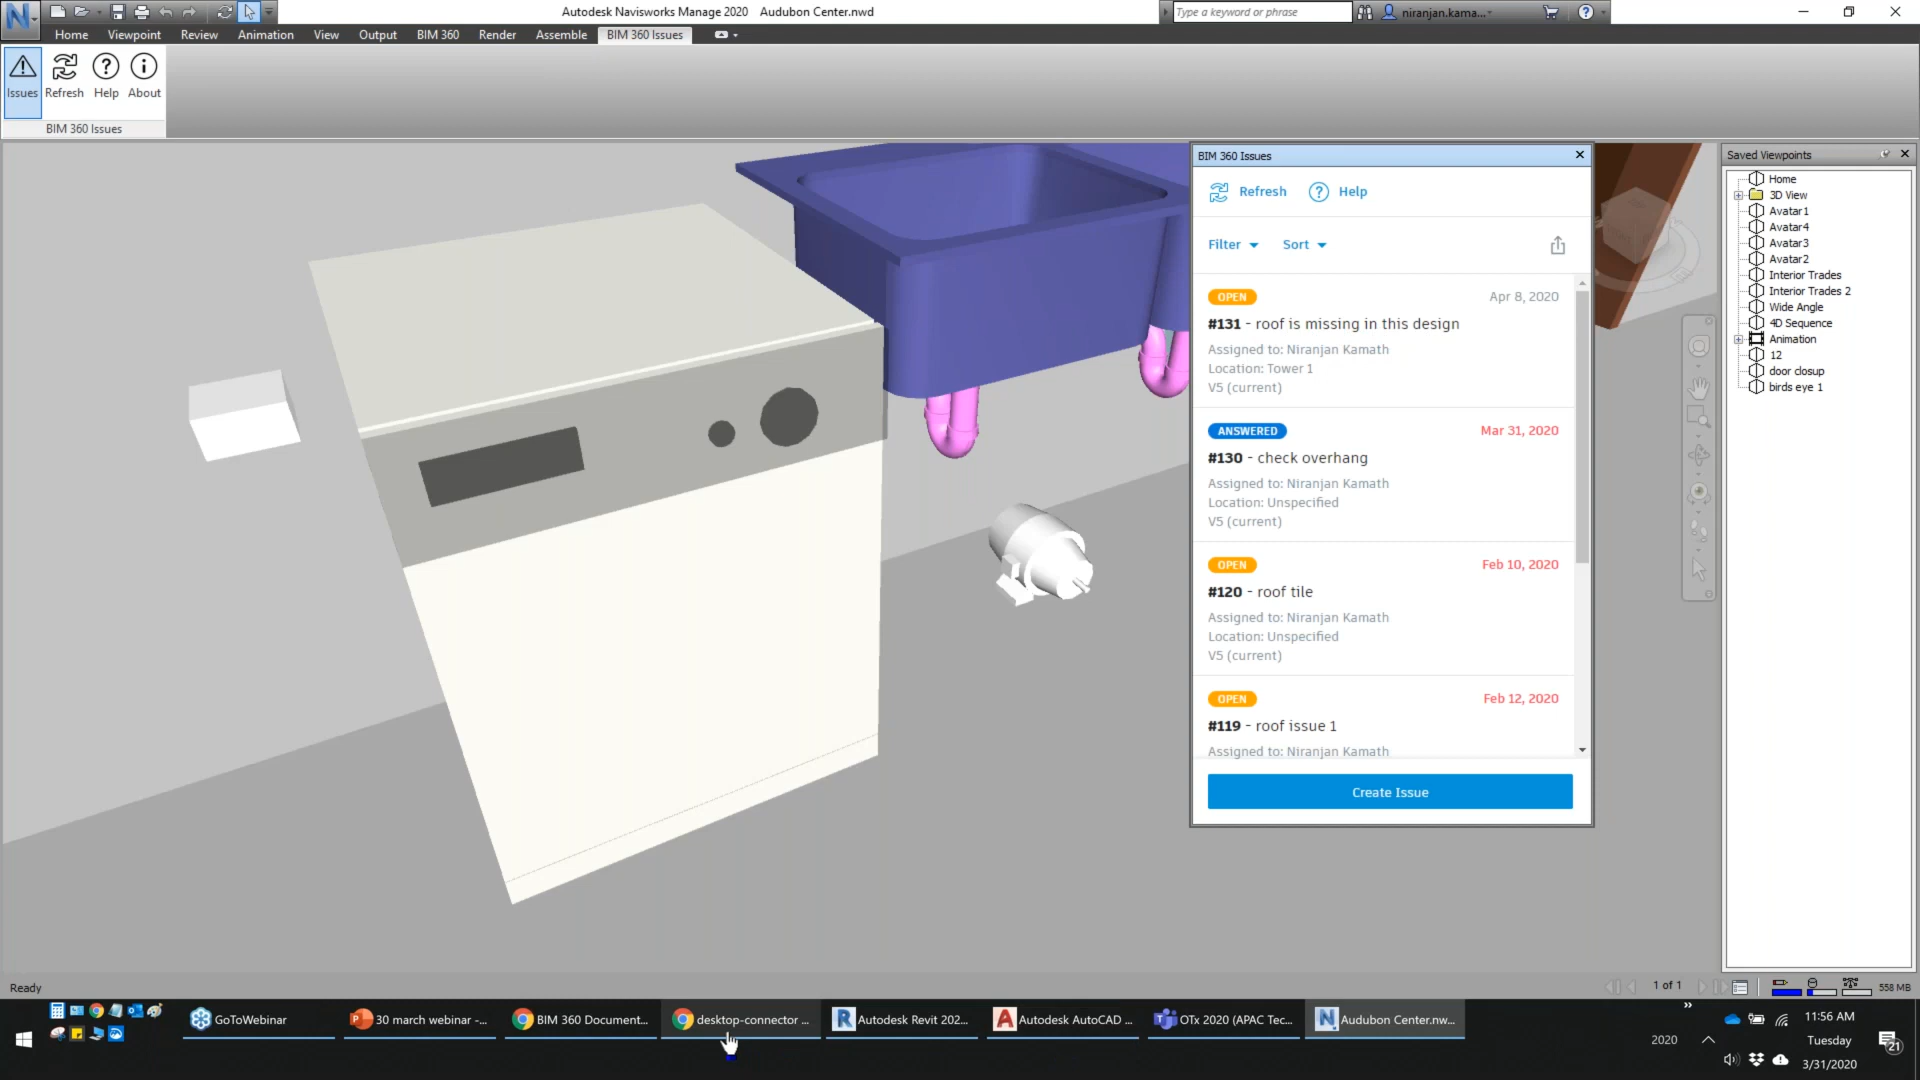 Autodesk Navisworks Manage 2020 Audubon Center.nwd
Type a keyword or phrase
niranjan.kama...
Home Viewpoint Review Animation View Output BIM 360 Render Assemble BIM 360 Issues
Issues Refresh Help About
BIM 360 Issues
BIM 360 Issues
Refresh Help
Filter Sort
OPEN Apr 8, 2020
#131 - roof is missing in this design
Assigned to: Niranjan Kamath
Location: Tower 1
V5 (current)
ANSWERED Mar 31, 2020
#130 - check overhang
Assigned to: Niranjan Kamath
Location: Unspecified
V5 (current)
OPEN Feb 10, 2020
#120 - roof tile
Assigned to: Niranjan Kamath
Location: Unspecified
V5 (current)
OPEN Feb 12, 2020
#119 - roof issue 1
Assigned to: Niranjan Kamath
Create Issue
Saved Viewpoints
Home
3D View
Avatar1
Avatar4
Avatar3
Avatar2
Interior Trades
Interior Trades 2
Wide Angle
4D Sequence
Animation
12
door closup
birds eye 1
Ready
1 of 1
558 MB
GoToWebinar
30 march webinar -...
BIM 360 Document...
desktop-connector ...
Autodesk Revit 202...
Autodesk AutoCAD ...
OTx 2020 (APAC Tec...
Audubon Center.nw...
2020
11:56 AM
Tuesday
3/31/2020
21